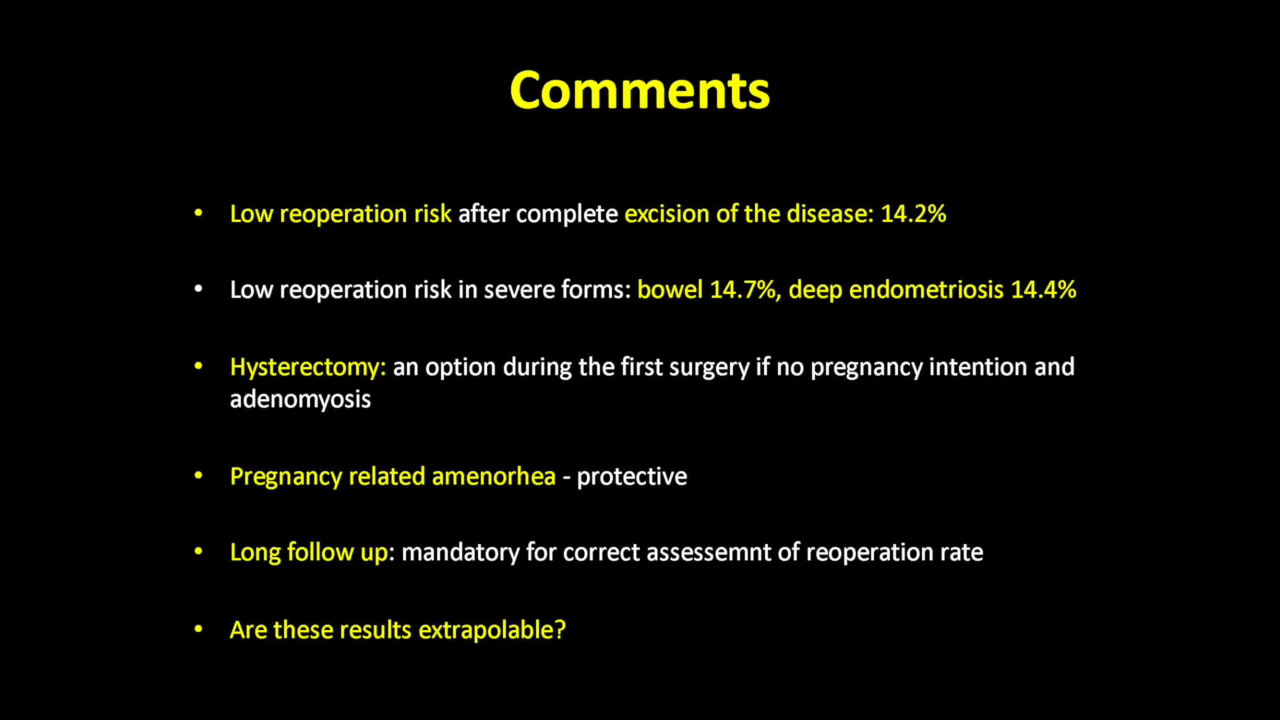 Comments
• Low reoperation risk after complete excision of the disease: 14.2%
• Low reoperation risk in severe forms: bowel 14.7%, deep endometriosis 14.4%
• Hysterectomy: an option during the first surgery if no pregnancy intention and
adenomyosis
• Pregnancy related amenorhea - protective
• Long follow up: mandatory for correct assessemnt of reoperation rate
• Are these results extrapolable?